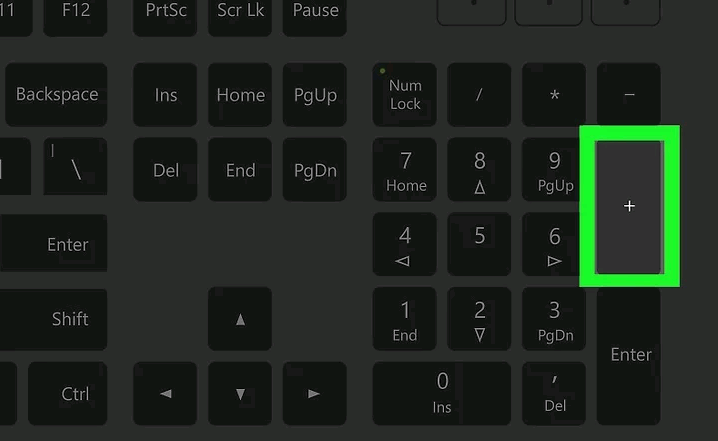 11 F12 PrtSc Scr Lk Pause
Backspace Ins Home PgUp Num Lock / * −
| \ Del End PgDn 7 Home 8 9 PgUp +
Enter 4 5 6
Shift 1 End 2 3 PgDn Enter
Ctrl 0 Ins , Del